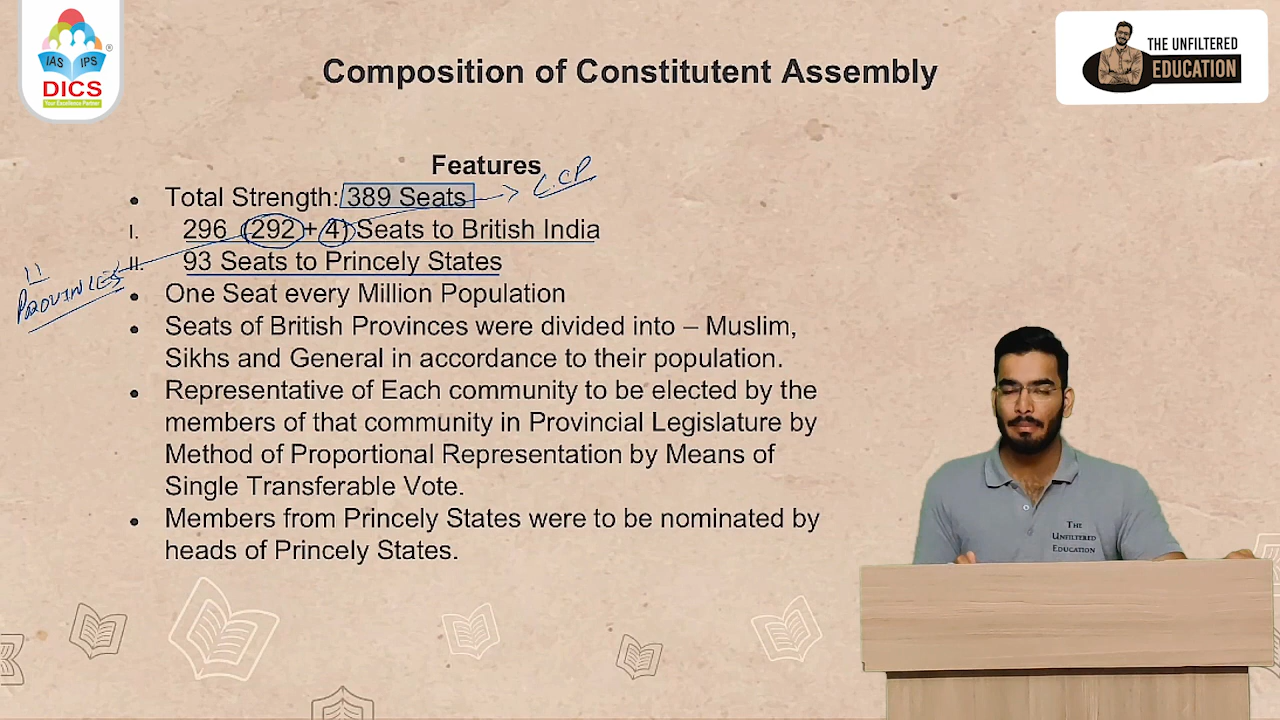 IAS IPS
DICS
Your Excellence Partner
THE UNFILTERED
EDUCATION
Composition of Constitutent Assembly
Features
Total Strength: 389 Seats
C.CP
I. 296 (292 + 4) Seats to British India
II. 93 Seats to Princely States
11
PROVINCES
One Seat every Million Population
Seats of British Provinces were divided into – Muslim,
Sikhs and General in accordance to their population.
Representative of Each community to be elected by the
members of that community in Provincial Legislature by
Method of Proportional Representation by Means of
Single Transferable Vote.
Members from Princely States were to be nominated by
heads of Princely States.
THE
UNFILTERED
EDUCATION